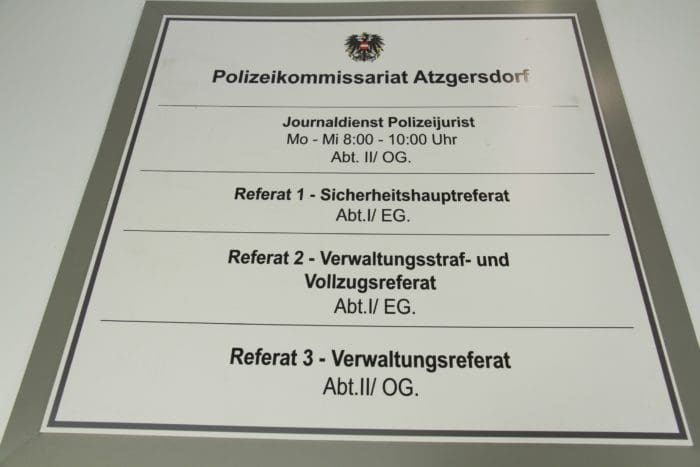 Polizeikommissariat Atzgersdorf
Journaldienst Polizeijurist
Mo - Mi 8:00 - 10:00 Uhr
Abt. II/ OG.
Referat 1 - Sicherheitshauptreferat
Abt.I/ EG.
Referat 2 - Verwaltungsstraf- und
Vollzugsreferat
Abt.I/ EG.
Referat 3 - Verwaltungsreferat
Abt.II/ OG.